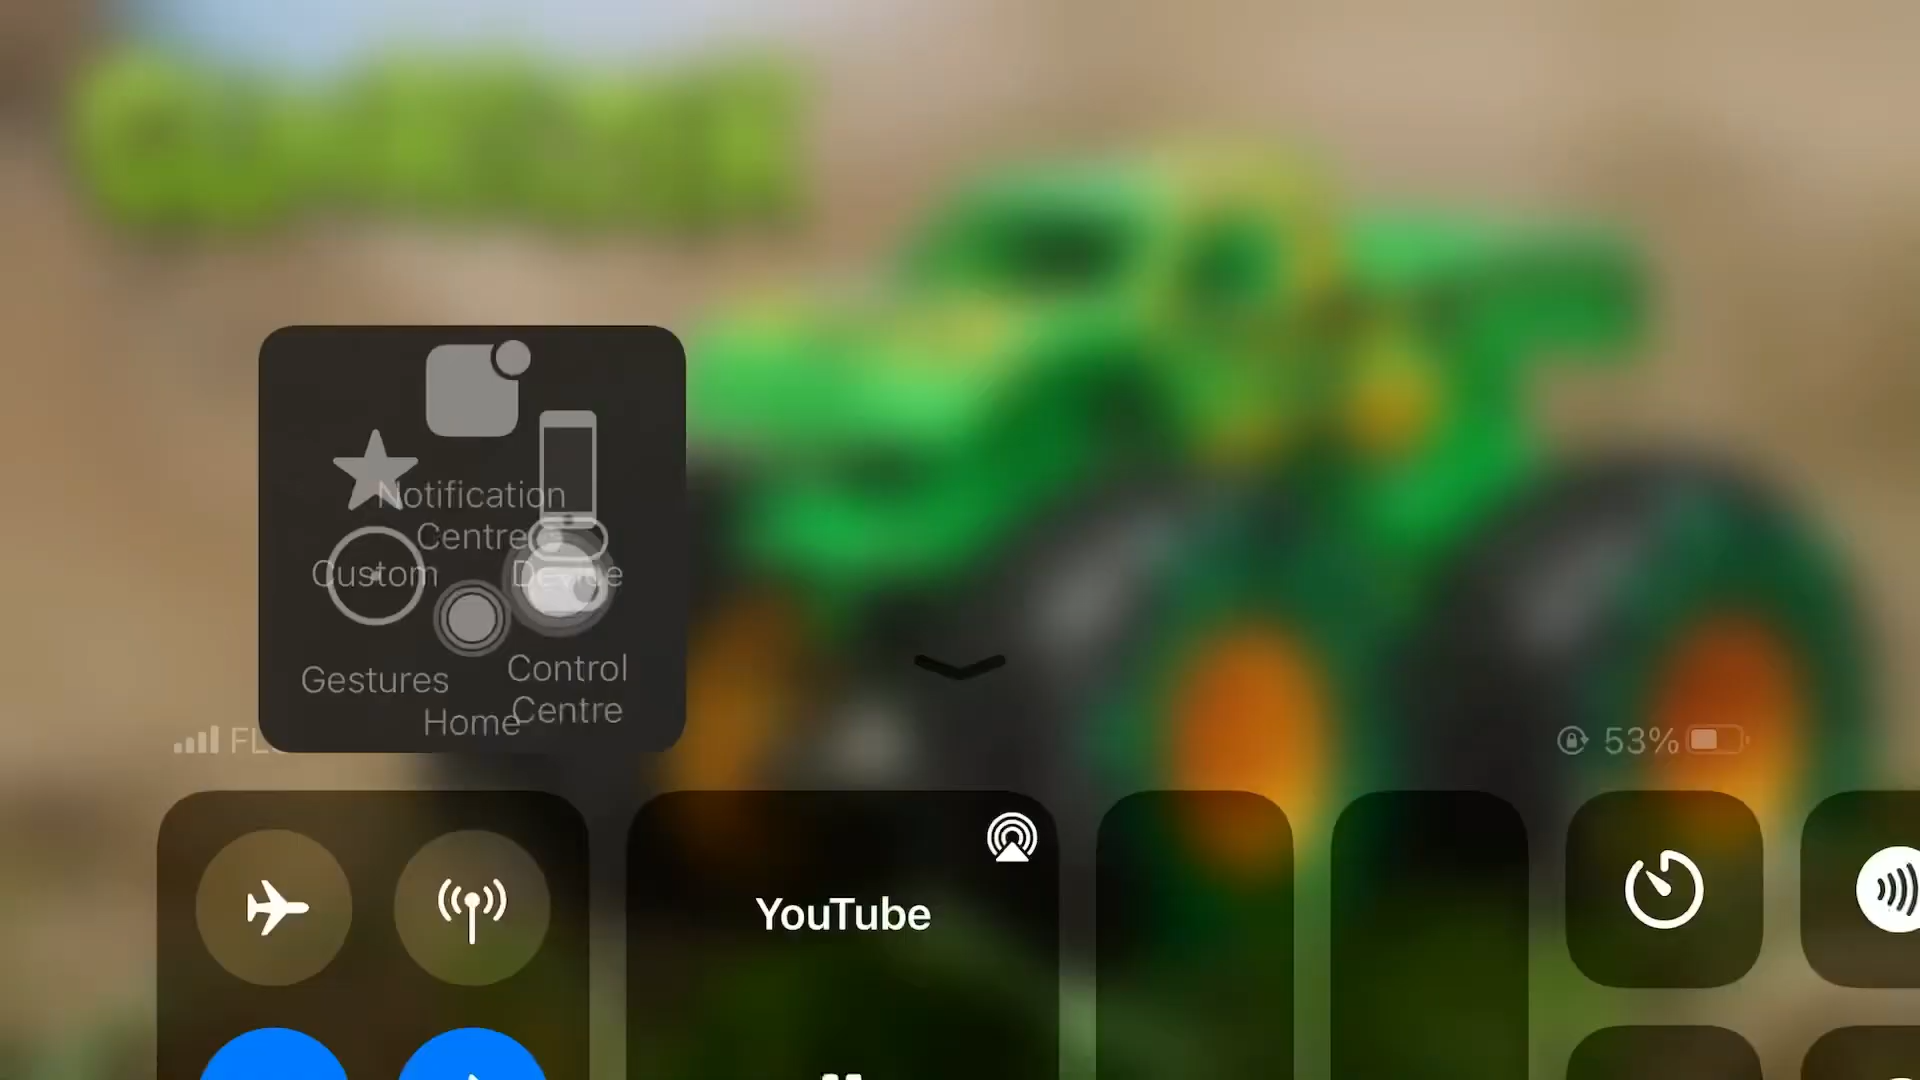 Notification
Centre
Custom
Device
Gestures
Control
Centre
Home
53%
YouTube